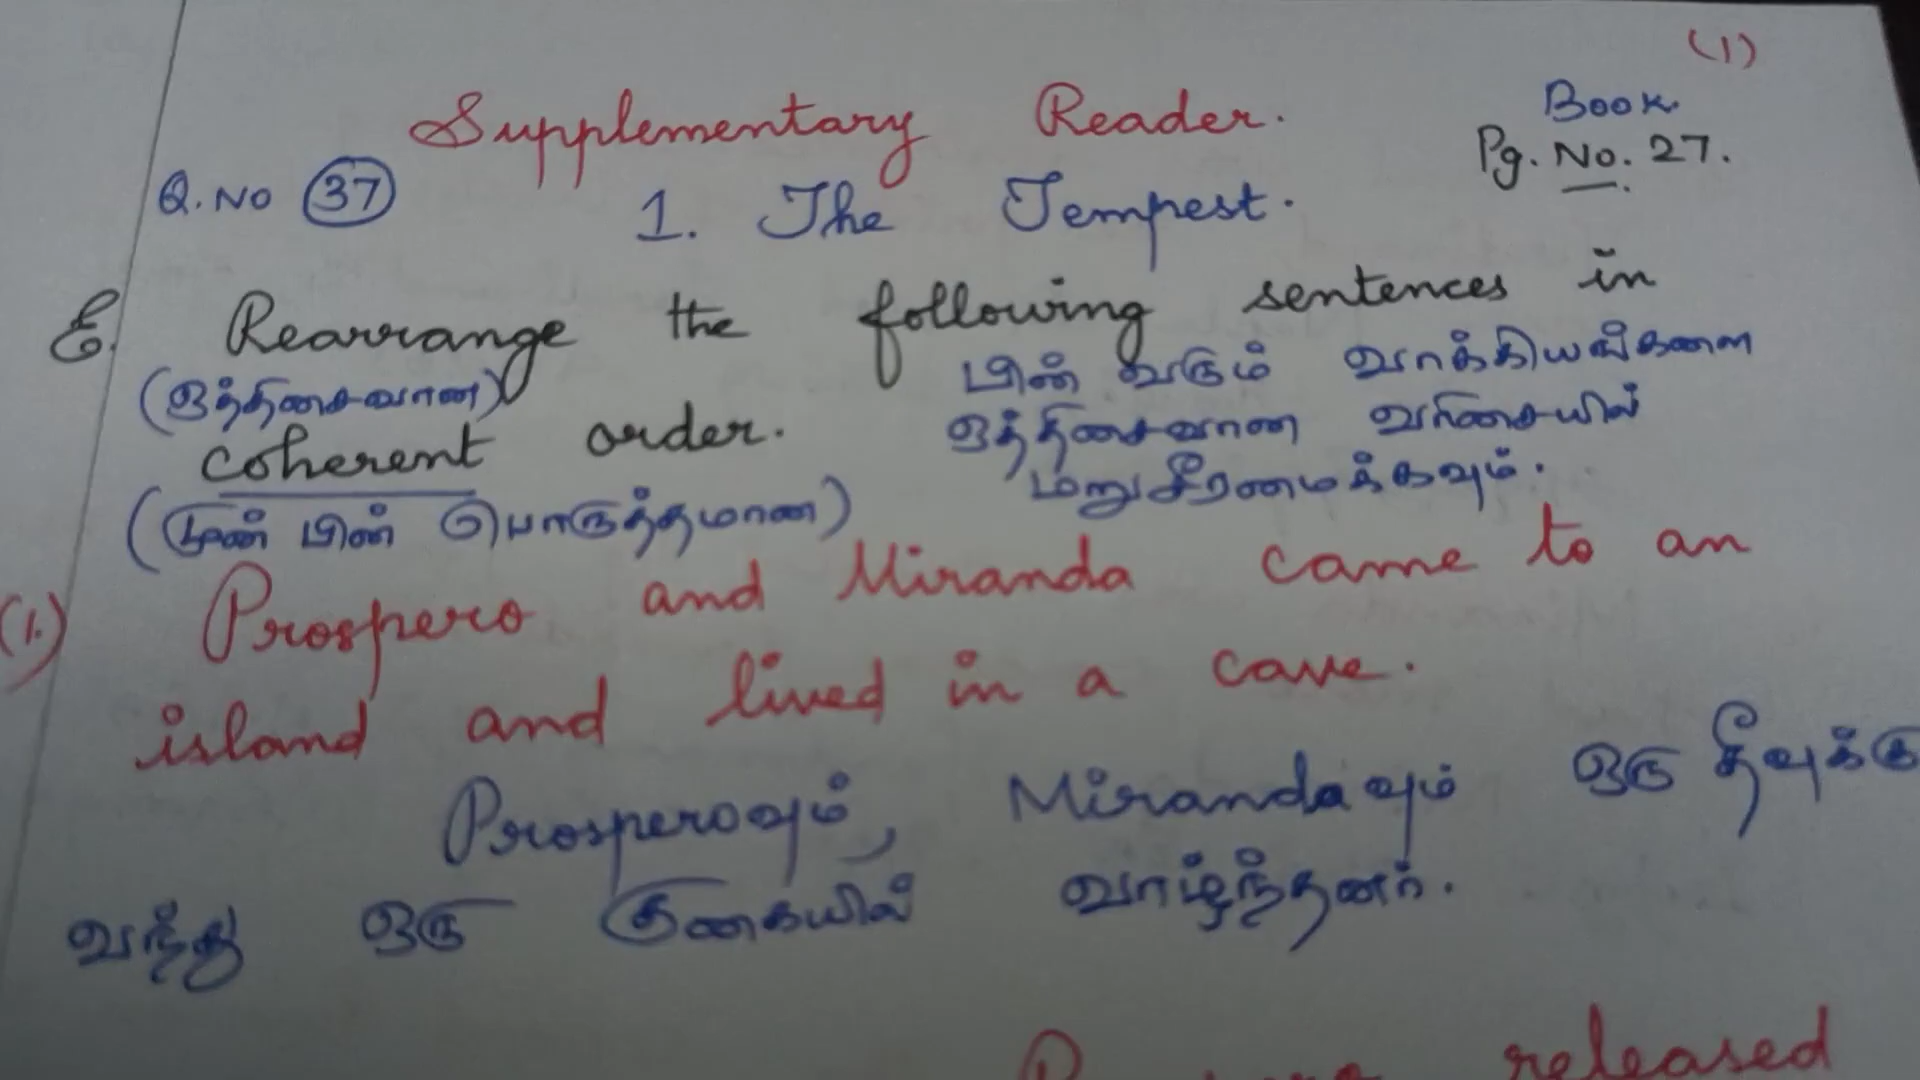 (1)
Supplementary Reader.
Book
Pg. No. 27.
Q. No 37
1. The Tempest.
E. Rearrange the following sentences in
(ஒத்திசைவான)
பின் வரும் வாக்கியங்களை
coherent order.
ஒத்திசைவான வரிசையில்
மறுசீரமைக்கவும்.
(முன் பின் பொருத்தமான)
(1.) Prospero and Miranda came to an
island and lived in a cave.
Prosperoவும், Mirandaவும் ஒரு தீவுக்கு
வந்து ஒரு குகையில் வாழ்ந்தனர்.
released